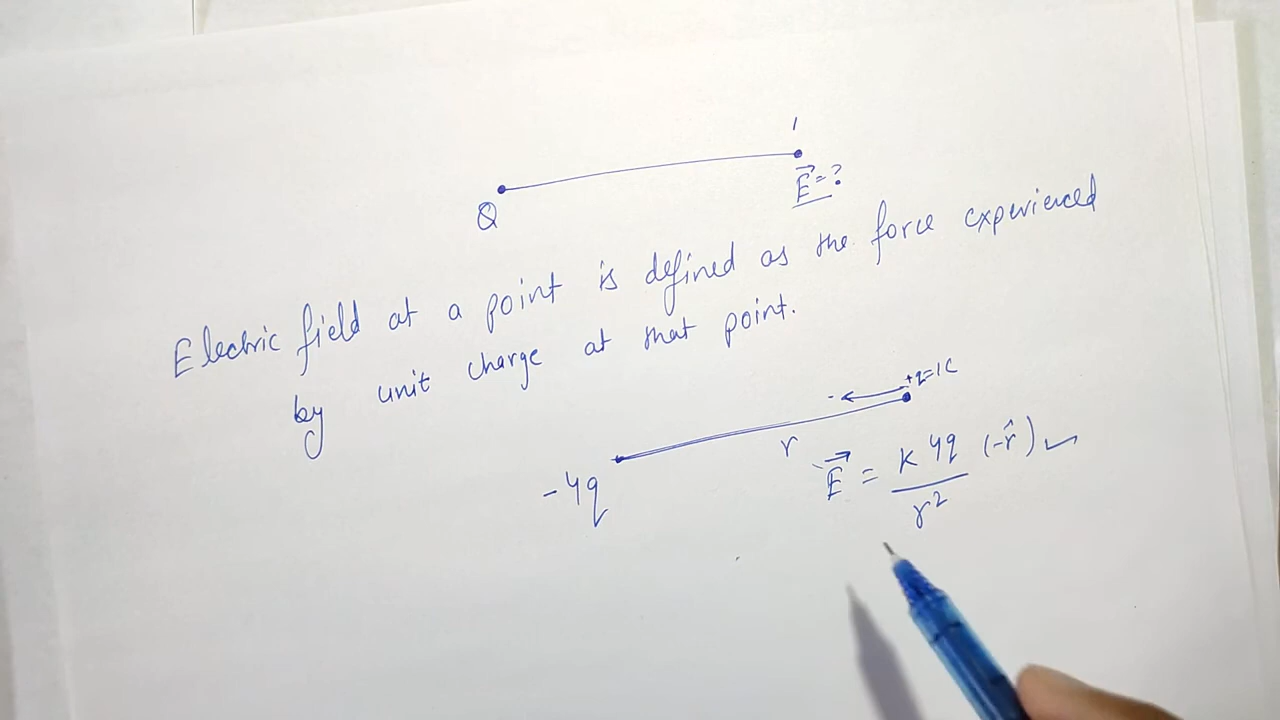 1
Q
E⃗ = ?
Electric field at a point is defined as the force experienced
by unit charge at that point.
+q=1C
r
-4q
E⃗ = K 4q / r² (-r̂) ✓